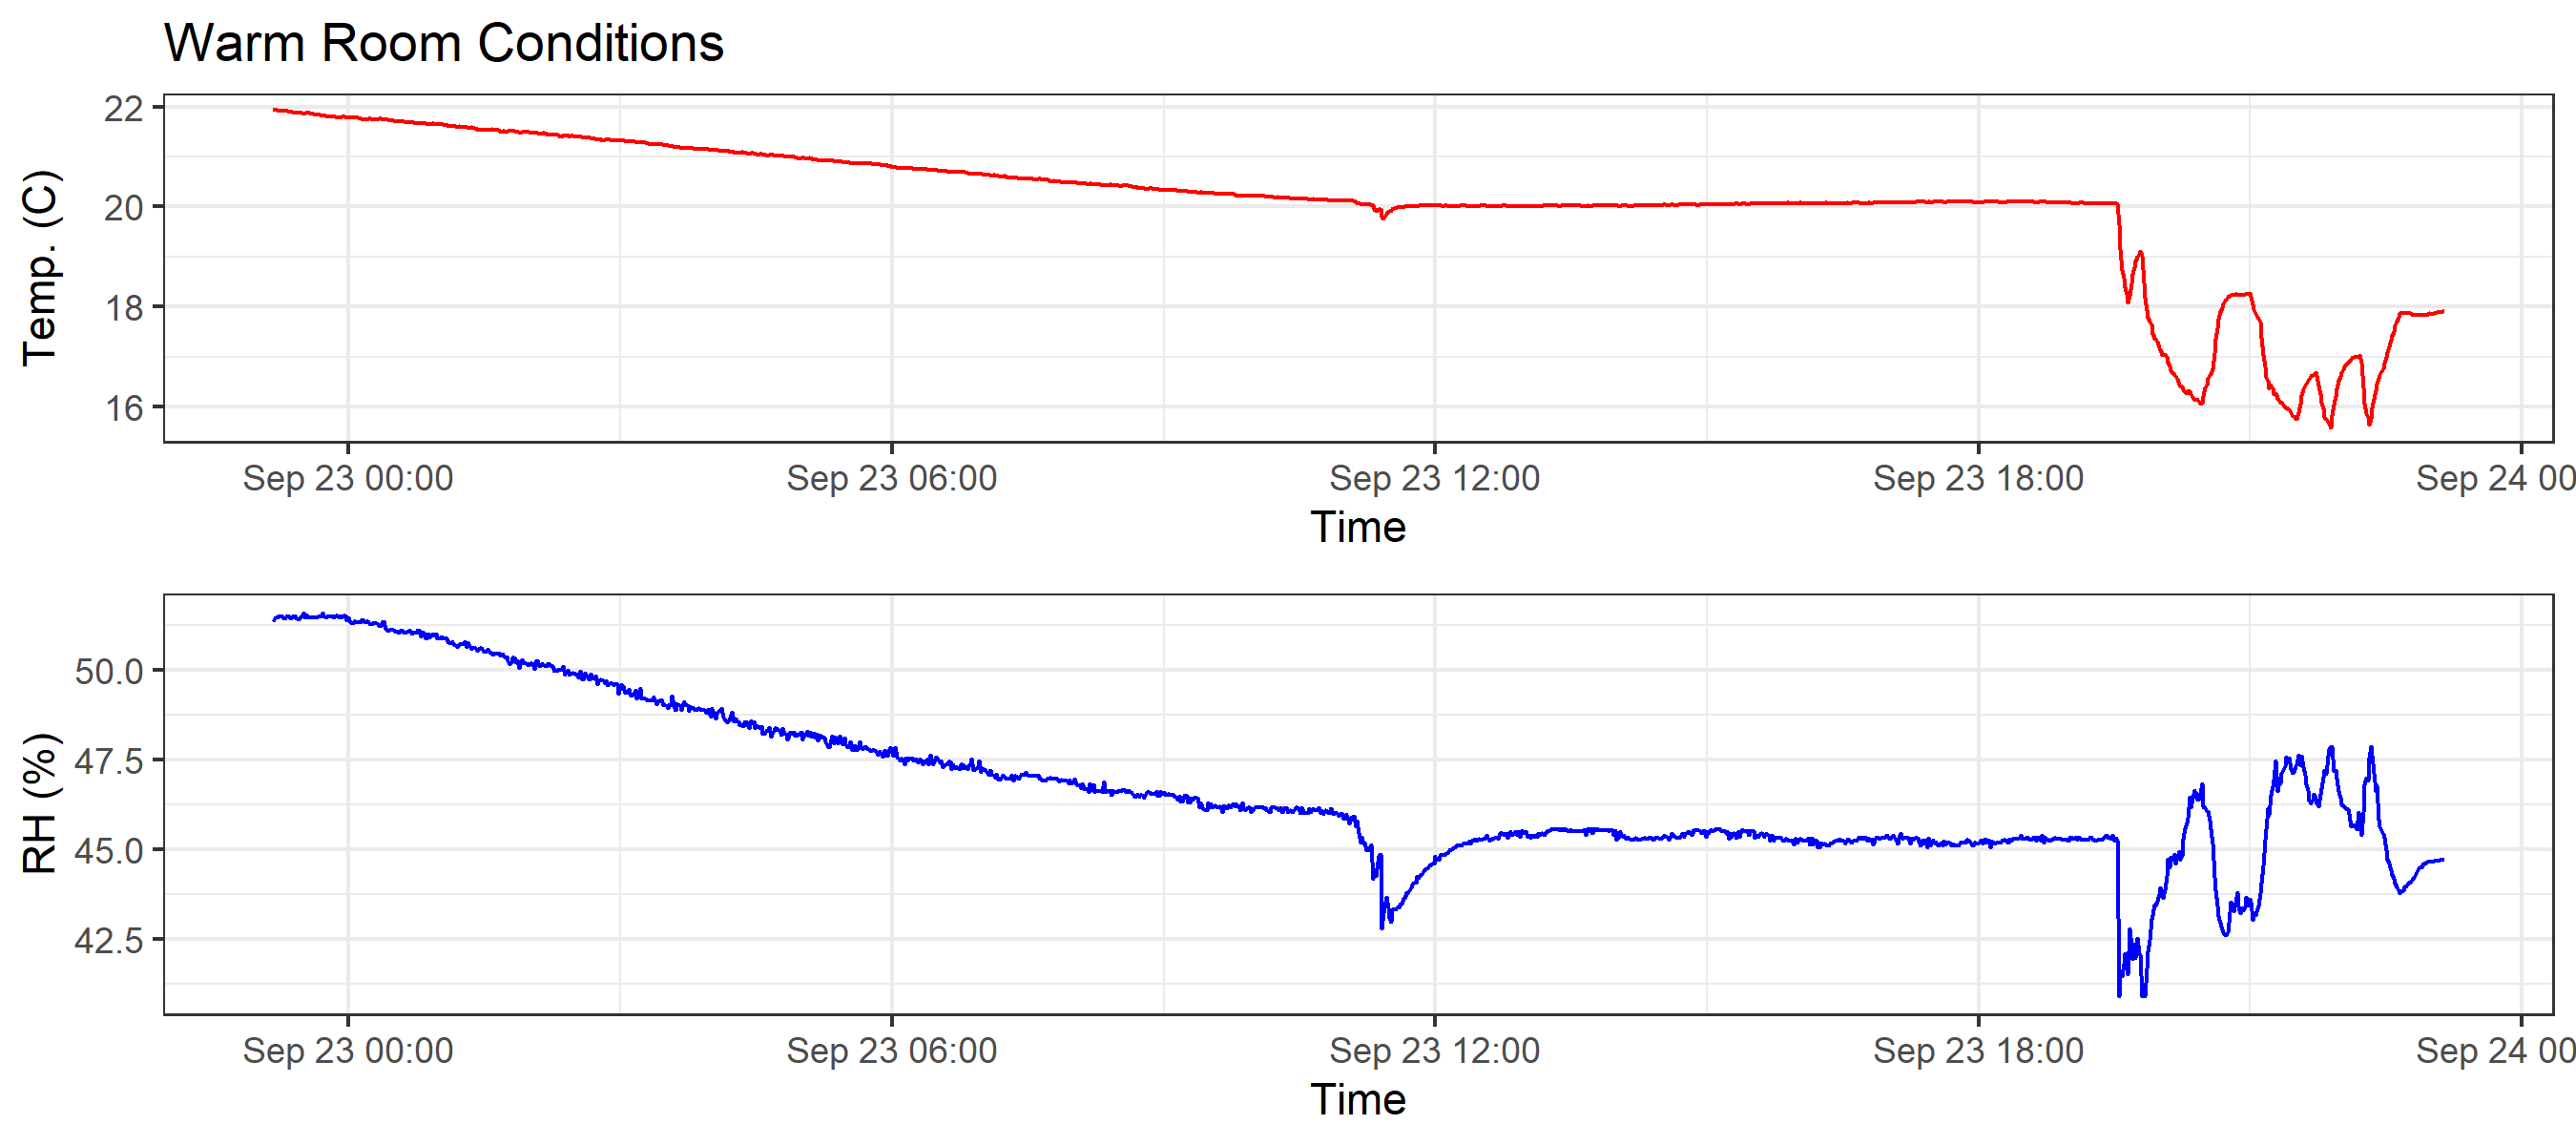 Warm Room Conditions
Temp. (C)
22
20
18
16
Sep 23 00:00 Sep 23 06:00 Sep 23 12:00 Sep 23 18:00 Sep 24 00
Time
RH (%)
50.0
47.5
45.0
42.5
Sep 23 00:00 Sep 23 06:00 Sep 23 12:00 Sep 23 18:00 Sep 24 00
Time